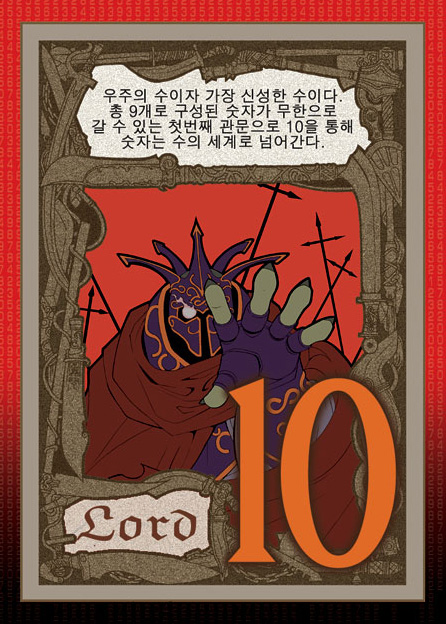 우주의 수이자 가장 신성한 수이다.
총 9개로 구성된 숫자가 무한으로
갈 수 있는 첫번째 관문으로 10을 통해
숫자는 수의 세계로 넘어간다.
Lord
10